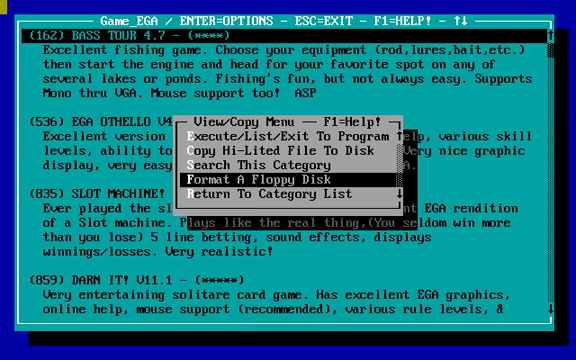 Game_EGA / ENTER=OPTIONS - ESC=EXIT - F1=HELP! - ↑↓
(162) BASS TOUR 4.7 - (****)
Excellent fishing game. Choose your equipment (rod,lures,bait,etc.)
then start the engine and head for your favorite spot on any of
several lakes or ponds. Fishing's fun, but not always easy. Supports
Mono thru VGA. Mouse support too!  ASP
(536) EGA OTHELLO V4
Excellent version elp, various skill
levels, ability to ery nice graphic
display, very easy A.
View/Copy Menu -- F1=Help!
Execute/List/Exit To Program
Copy Hi-Lited File To Disk
Search This Category
Format A Floppy Disk
Return To Category List
(835) SLOT MACHINE!
Ever played the sl nt EGA rendition
of a Slot machine. Plays like the real thing,(You seldom win more
than you lose) 5 line betting, sound effects, displays
winnings/losses. Very realistic!
(859) DARN IT! V11.1 - (*****)
Very entertaining solitare card game. Has excellent EGA graphics,
online help, mouse support (recommended), various rule levels, &